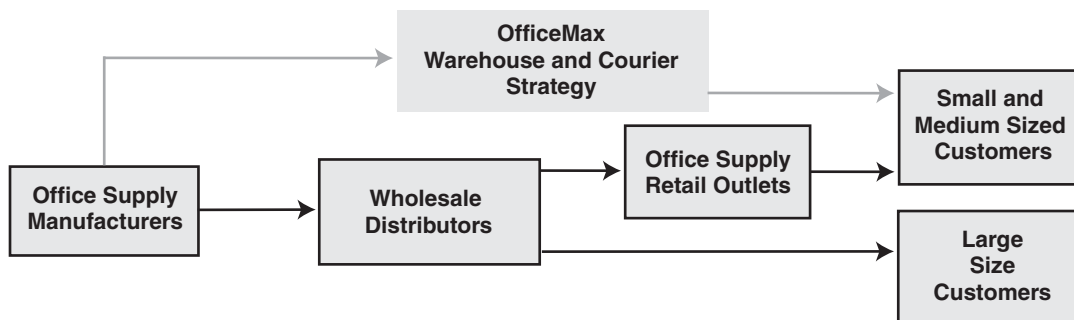 OfficeMax
Warehouse and Courier
Strategy
Small and
Medium Sized
Customers
Office Supply
Retail Outlets
Office Supply
Manufacturers
Wholesale
Distributors
Large
Size
Customers